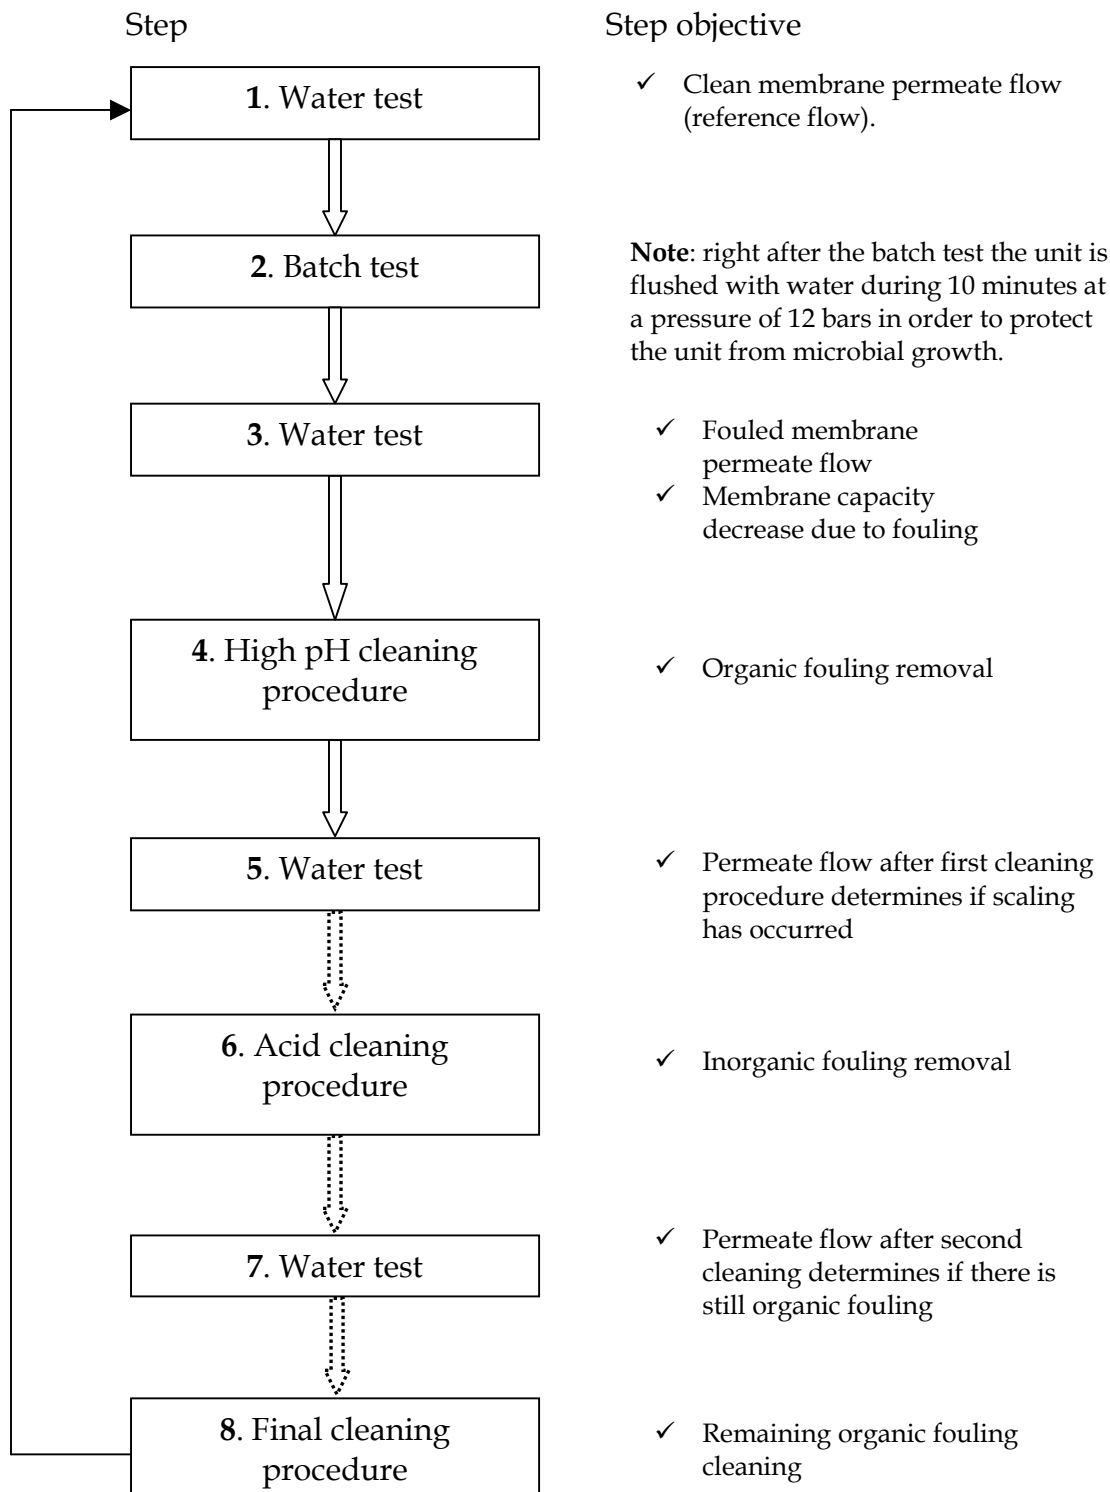 Step
Step objective
1. Water test
✓ Clean membrane permeate flow
(reference flow).
2. Batch test
Note: right after the batch test the unit is
flushed with water during 10 minutes at
a pressure of 12 bars in order to protect
the unit from microbial growth.
3. Water test
✓ Fouled membrane
permeate flow
✓ Membrane capacity
decrease due to fouling
4. High pH cleaning
procedure
✓ Organic fouling removal
5. Water test
✓ Permeate flow after first cleaning
procedure determines if scaling
has occurred
6. Acid cleaning
procedure
✓ Inorganic fouling removal
7. Water test
✓ Permeate flow after second
cleaning determines if there is
still organic fouling
8. Final cleaning
procedure
✓ Remaining organic fouling
cleaning